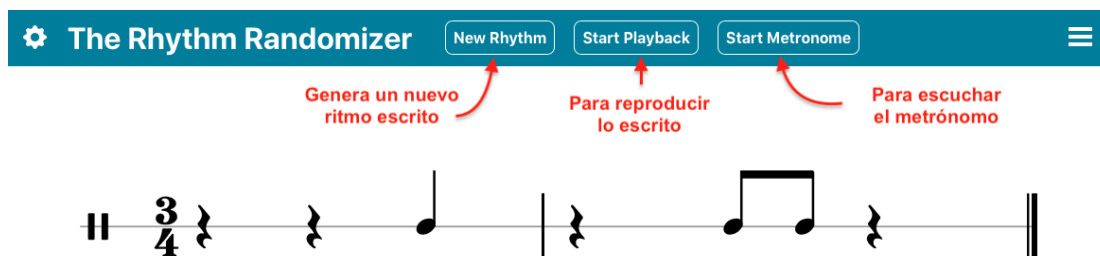 The Rhythm Randomizer
New Rhythm
Start Playback
Start Metronome
Genera un nuevo
ritmo escrito
Para reproducir
lo escrito
Para escuchar
el metrónomo
3
4